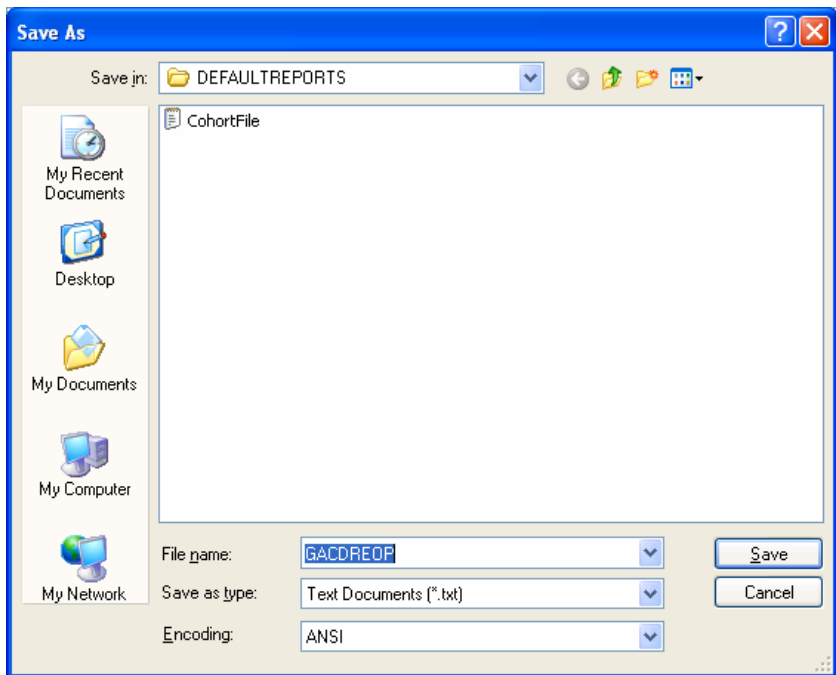 Save As
Save in: DEFAULTREPORTS
CohortFile
My Recent
Documents
Desktop
My Documents
My Computer
My Network
File name: GACDREOP Save
Save as type: Text Documents (*.txt) Cancel
Encoding: ANSI